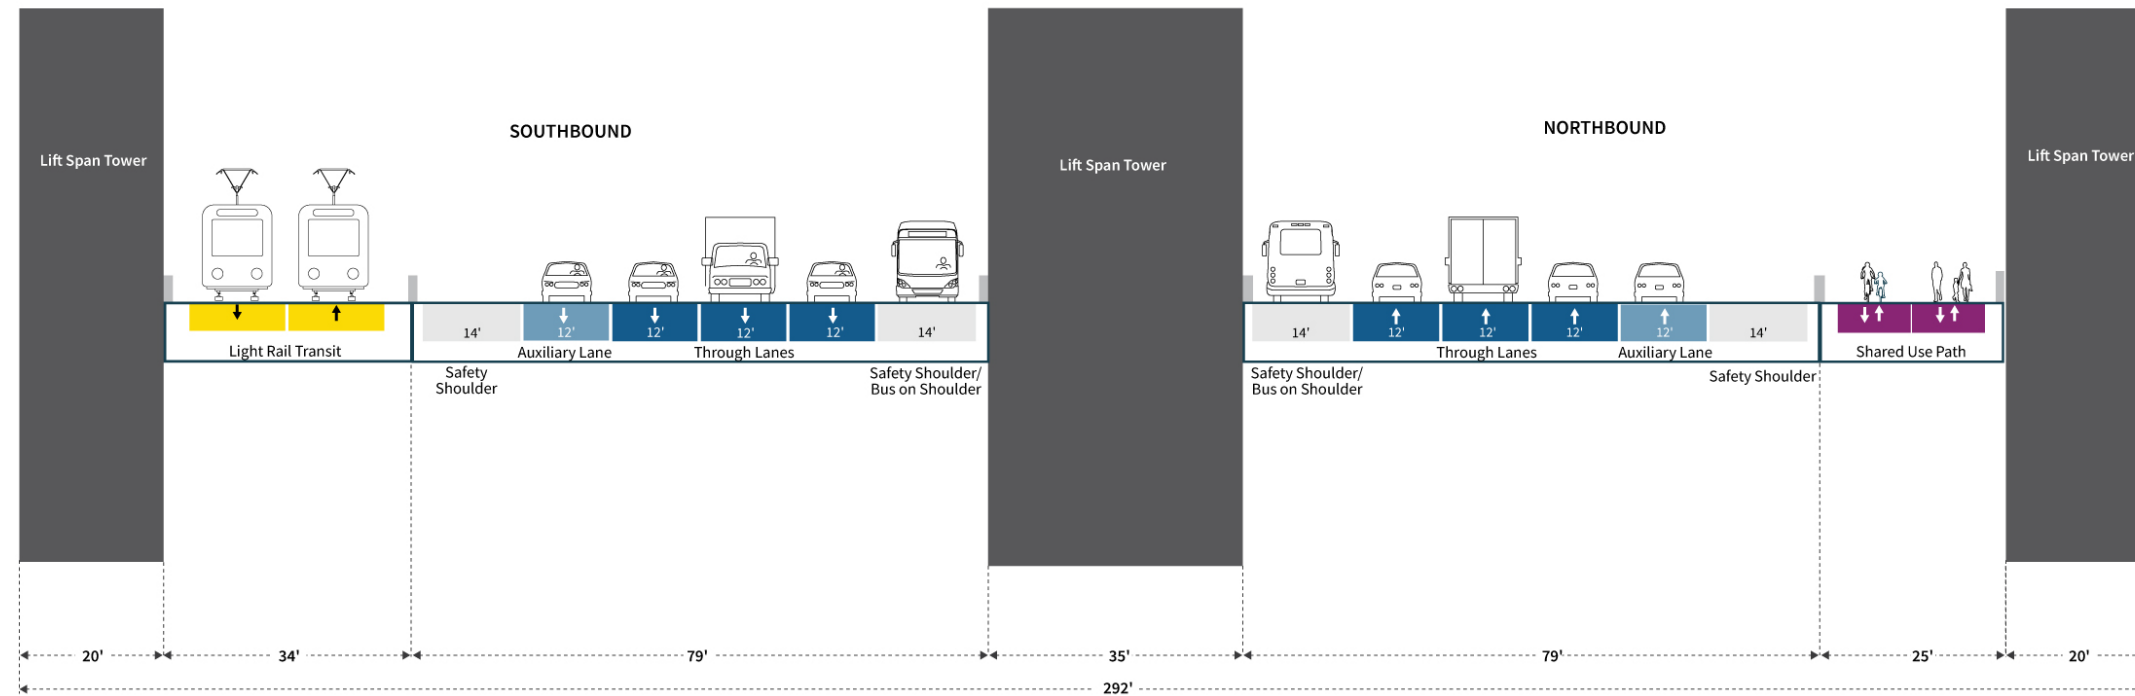 SOUTHBOUND
NORTHBOUND
Lift Span Tower
Lift Span Tower
Lift Span Tower
14'
12'
12'
12'
12'
14'
14'
12'
12'
12'
12'
14'
Light Rail Transit
Auxiliary Lane
Through Lanes
Through Lanes
Auxiliary Lane
Shared Use Path
Safety
Shoulder
Safety Shoulder/
Bus on Shoulder
Safety Shoulder/
Bus on Shoulder
Safety Shoulder
20'
34'
79'
35'
79'
25'
20'
292'